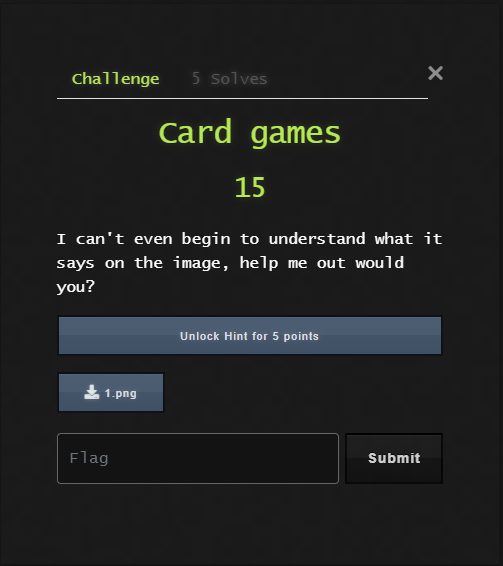 Challenge 5 Solves ×
Card games
15
I can't even begin to understand what it
says on the image, help me out would
you?
Unlock Hint for 5 points
1.png
Flag Submit